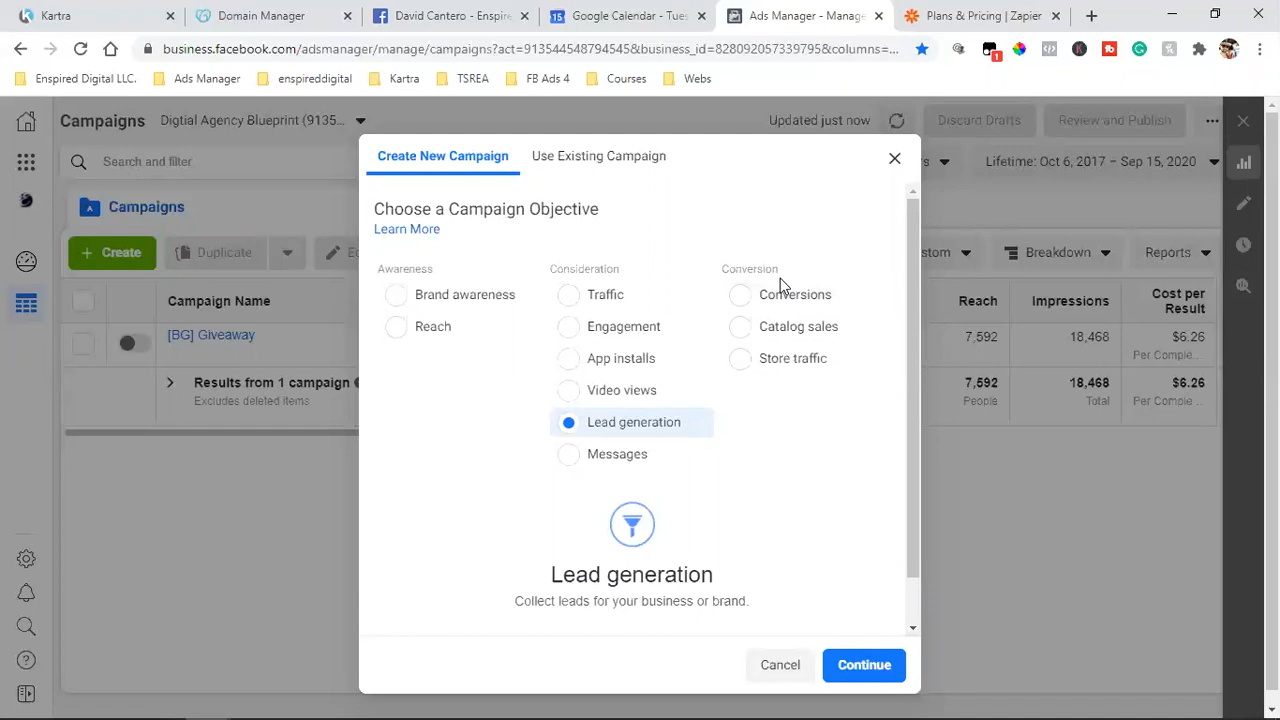 Kartra
Domain Manager
David Cantero - Enspire
Google Calendar - Tues
Ads Manager - Manage
Plans & Pricing | Zapier
business.facebook.com/adsmanager/manage/campaigns?act=913544548794545&business_id=828092057339795&columns=...
1
Enspired Digital LLC.
Ads Manager
enspireddigital
Kartra
TSREA
FB Ads 4
Courses
Webs
Campaigns
Digtial Agency Blueprint (9135...
Updated just now
Discard Drafts
Review and Publish
Search and filter
Lifetime: Oct 6, 2017 – Sep 15, 2020
Campaigns
Create
Duplicate
Breakdown
Reports
Campaign Name
Reach
Impressions
Cost per
Result
[BG] Giveaway
7,592
18,468
$6.26
Per Comple...
Results from 1 campaign
Excludes deleted items
7,592
People
18,468
Total
$6.26
Per Comple...
Create New Campaign
Use Existing Campaign
Choose a Campaign Objective
Learn More
Awareness
Brand awareness
Reach
Consideration
Traffic
Engagement
App installs
Video views
Lead generation
Messages
Conversion
Conversions
Catalog sales
Store traffic
Lead generation
Collect leads for your business or brand.
Cancel
Continue